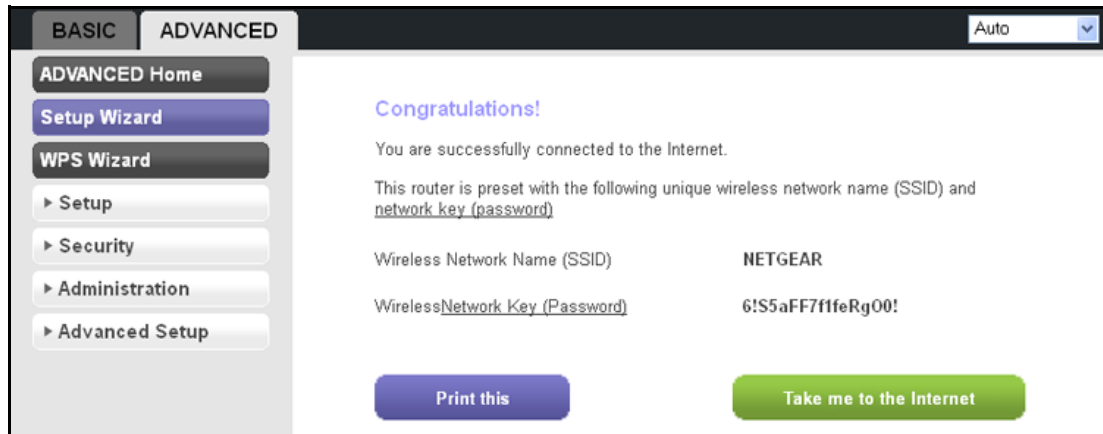 BASIC
ADVANCED
Auto
ADVANCED Home
Setup Wizard
WPS Wizard
Setup
Security
Administration
Advanced Setup
Congratulations!
You are successfully connected to the Internet.
This router is preset with the following unique wireless network name (SSID) and
network key (password)
Wireless Network Name (SSID) NETGEAR
WirelessNetwork Key (Password) 6!S5aFF7f1feRgO0!
Print this
Take me to the Internet